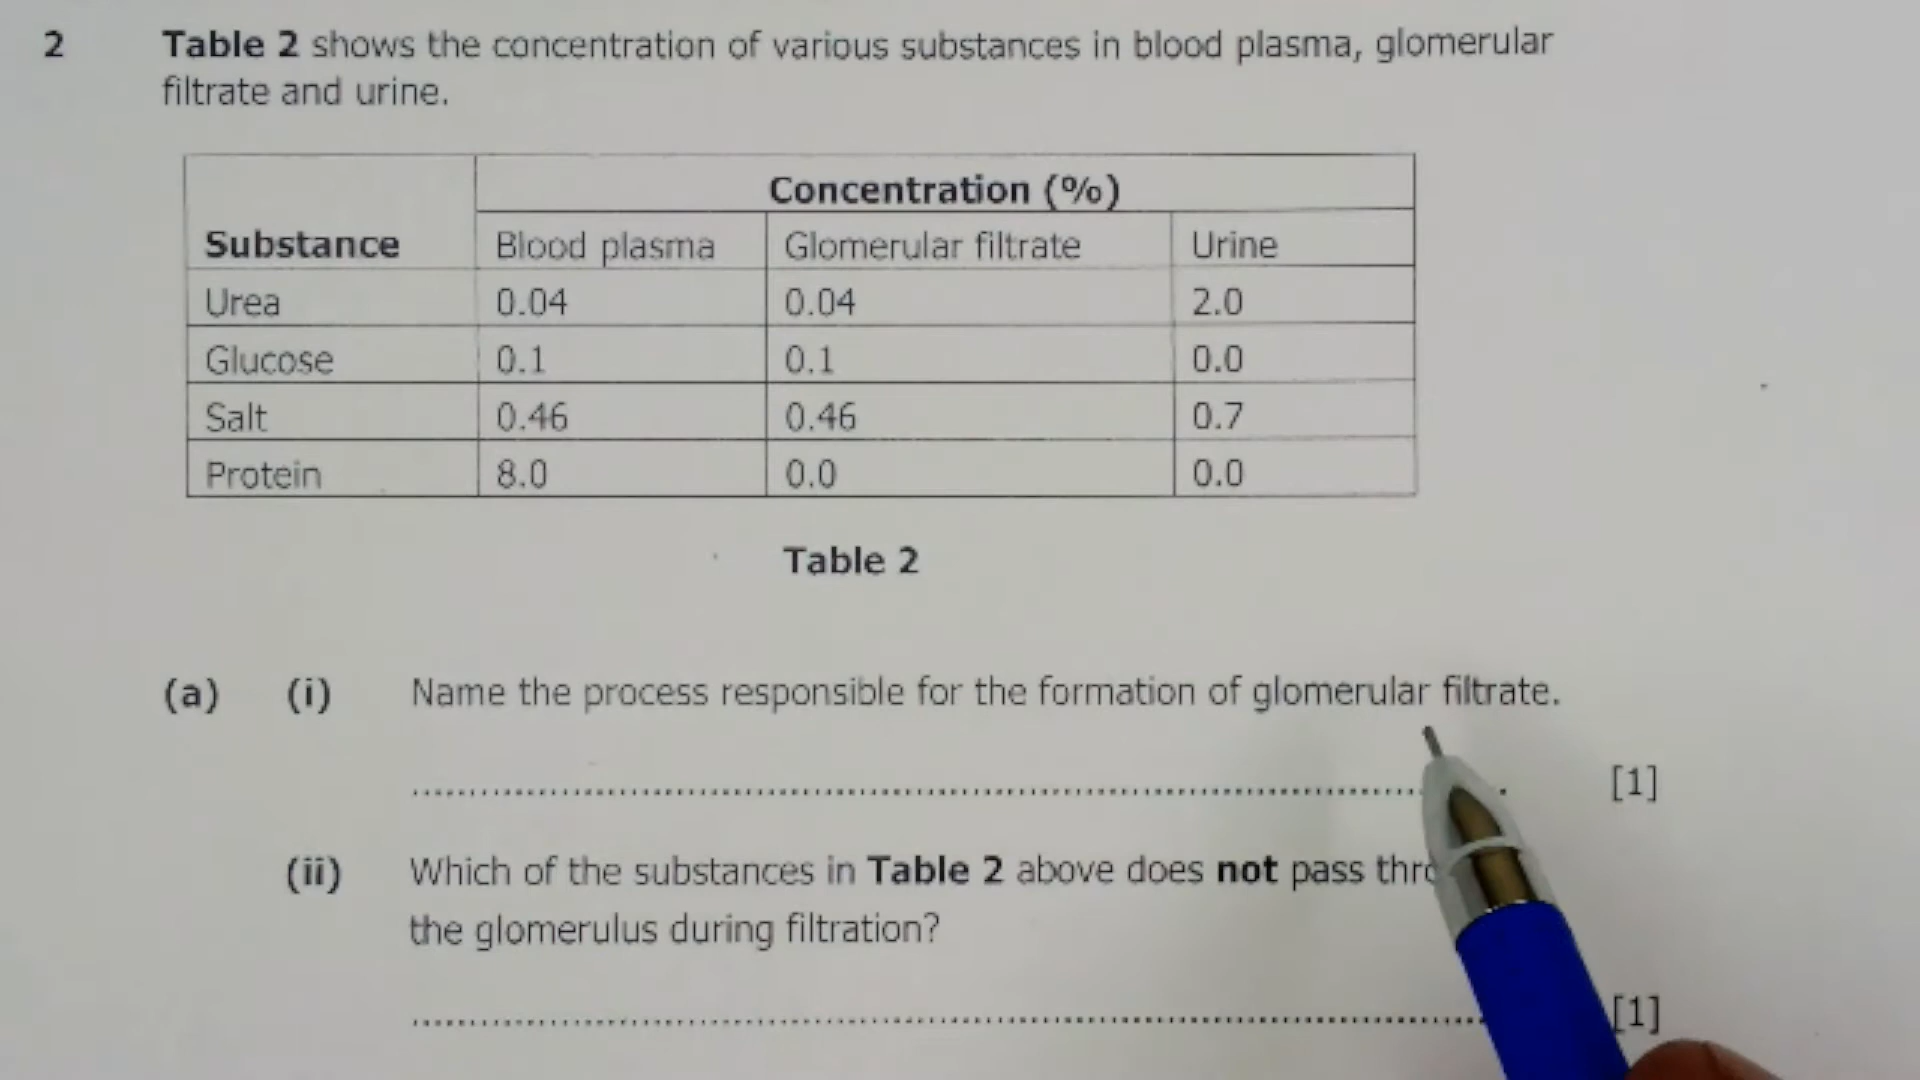 2 Table 2 shows the concentration of various substances in blood plasma, glomerular
filtrate and urine.
Concentration (%)
Substance Blood plasma Glomerular filtrate Urine
Urea 0.04 0.04 2.0
Glucose 0.1 0.1 0.0
Salt 0.46 0.46 0.7
Protein 8.0 0.0 0.0
Table 2
(a) (i) Name the process responsible for the formation of glomerular filtrate.
[1]
(ii) Which of the substances in Table 2 above does not pass
the glomerulus during filtration?
[1]